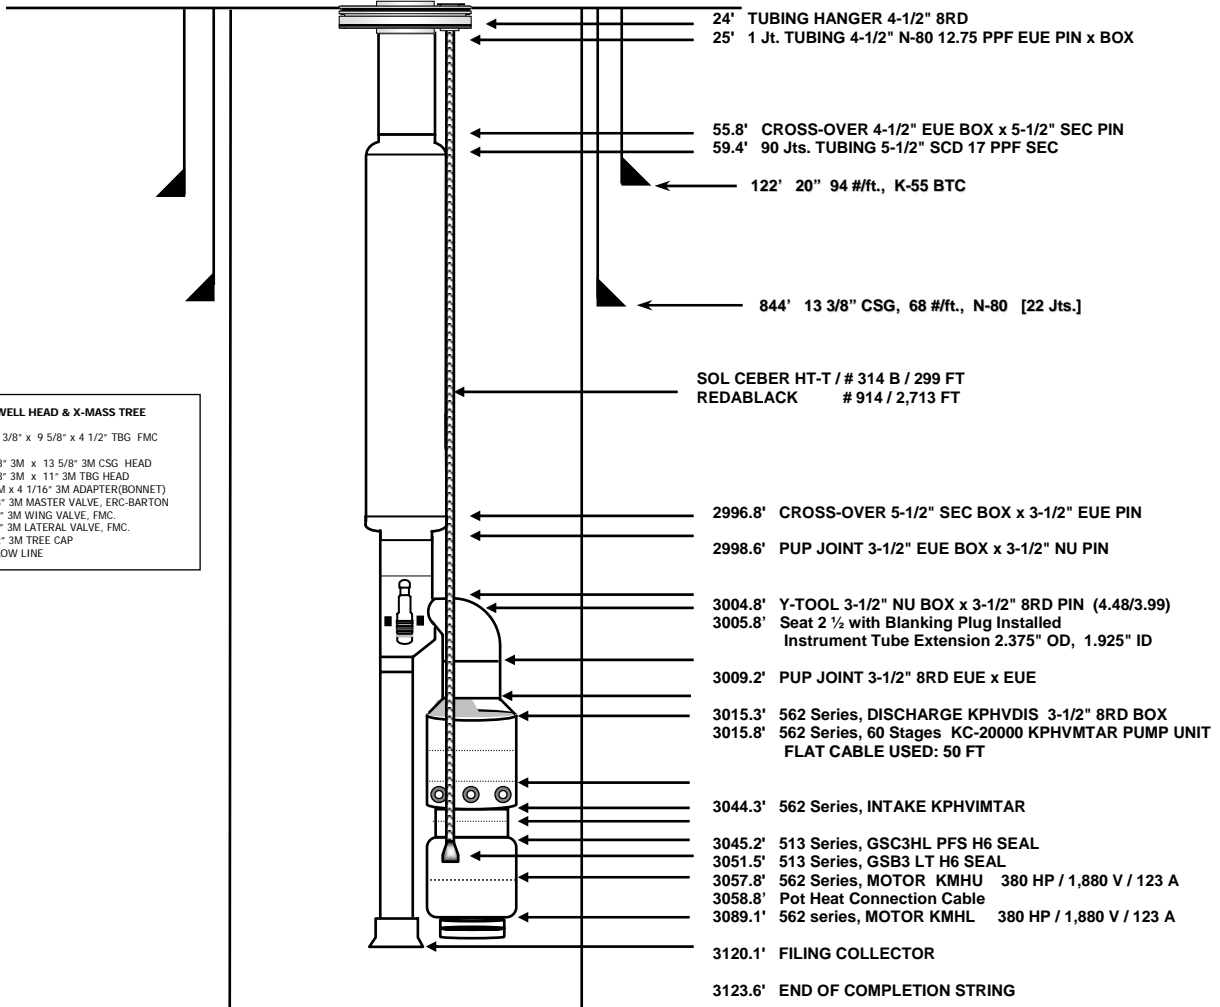 24' TUBING HANGER 4-1/2" 8RD
25' 1 Jt. TUBING 4-1/2" N-80 12.75 PPF EUE PIN x BOX
55.8' CROSS-OVER 4-1/2" EUE BOX x 5-1/2" SEC PIN
59.4' 90 Jts. TUBING 5-1/2" SCD 17 PPF SEC
122' 20” 94 #/ft., K-55 BTC
844' 13 3/8” CSG, 68 #/ft., N-80 [22 Jts.]
SOL CEBER HT-T / # 314 B / 299 FT
REDABLACK # 914 / 2,713 FT
WELL HEAD & X-MASS TREE
3/8" x 9 5/8" x 4 1/2" TBG FMC
" 3M x 13 5/8" 3M CSG HEAD
" 3M x 11" 3M TBG HEAD
x 4 1/16" 3M ADAPTER(BONNET)
" 3M MASTER VALVE, ERC-BARTON
" 3M WING VALVE, FMC.
" 3M LATERAL VALVE, FMC.
" 3M TREE CAP
OW LINE
2996.8' CROSS-OVER 5-1/2" SEC BOX x 3-1/2" EUE PIN
2998.6' PUP JOINT 3-1/2" EUE BOX x 3-1/2" NU PIN
3004.8' Y-TOOL 3-1/2" NU BOX x 3-1/2" 8RD PIN (4.48/3.99)
3005.8’ Seat 2 ½ with Blanking Plug Installed
Instrument Tube Extension 2.375" OD, 1.925" ID
3009.2' PUP JOINT 3-1/2" 8RD EUE x EUE
3015.3' 562 Series, DISCHARGE KPHVDIS 3-1/2" 8RD BOX
3015.8' 562 Series, 60 Stages KC-20000 KPHVMTAR PUMP UNIT
FLAT CABLE USED: 50 FT
3044.3' 562 Series, INTAKE KPHVIMTAR
3045.2' 513 Series, GSC3HL PFS H6 SEAL
3051.5' 513 Series, GSB3 LT H6 SEAL
3057.8' 562 Series, MOTOR KMHU 380 HP / 1,880 V / 123 A
3058.8’ Pot Heat Connection Cable
3089.1' 562 series, MOTOR KMHL 380 HP / 1,880 V / 123 A
3120.1' FILING COLLECTOR
3123.6' END OF COMPLETION STRING